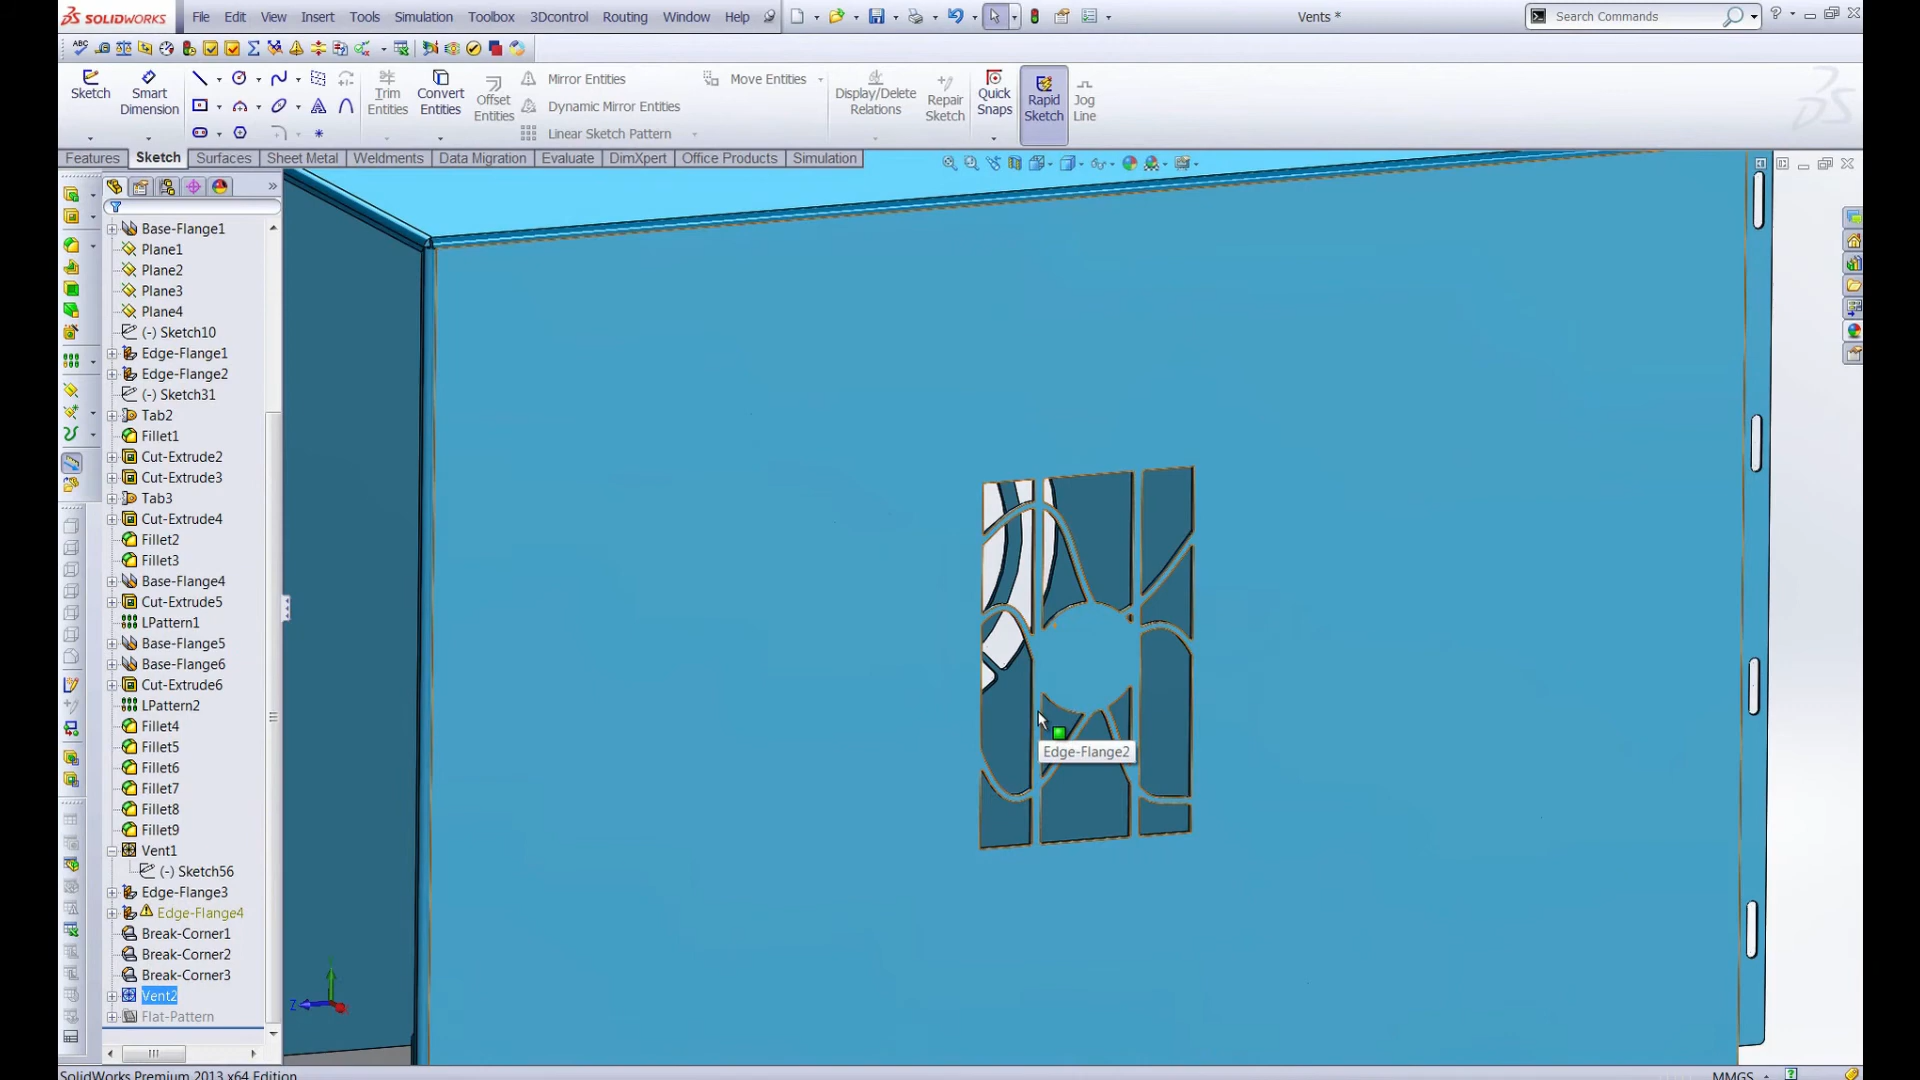 SOLIDWORKS File Edit View Insert Tools Simulation Toolbox 3Dcontrol Routing Window Help Vents * Search Commands
Sketch Smart Dimension Trim Entities Convert Entities Offset Entities Mirror Entities Dynamic Mirror Entities Linear Sketch Pattern Move Entities Display/Delete Relations Repair Sketch Quick Snaps Rapid Sketch Jog Line
Features Sketch Surfaces Sheet Metal Weldments Data Migration Evaluate DimXpert Office Products Simulation
Base-Flange1
Plane1
Plane2
Plane3
Plane4
(-) Sketch10
Edge-Flange1
Edge-Flange2
(-) Sketch31
Tab2
Fillet1
Cut-Extrude2
Cut-Extrude3
Tab3
Cut-Extrude4
Fillet2
Fillet3
Base-Flange4
Cut-Extrude5
LPattern1
Base-Flange5
Base-Flange6
Cut-Extrude6
LPattern2
Fillet4
Fillet5
Fillet6
Fillet7
Fillet8
Fillet9
Vent1
(-) Sketch56
Edge-Flange3
Edge-Flange4
Break-Corner1
Break-Corner2
Break-Corner3
Vent2
Flat-Pattern
Edge-Flange2
Z
SolidWorks Premium 2013 x64 Edition
MMGS